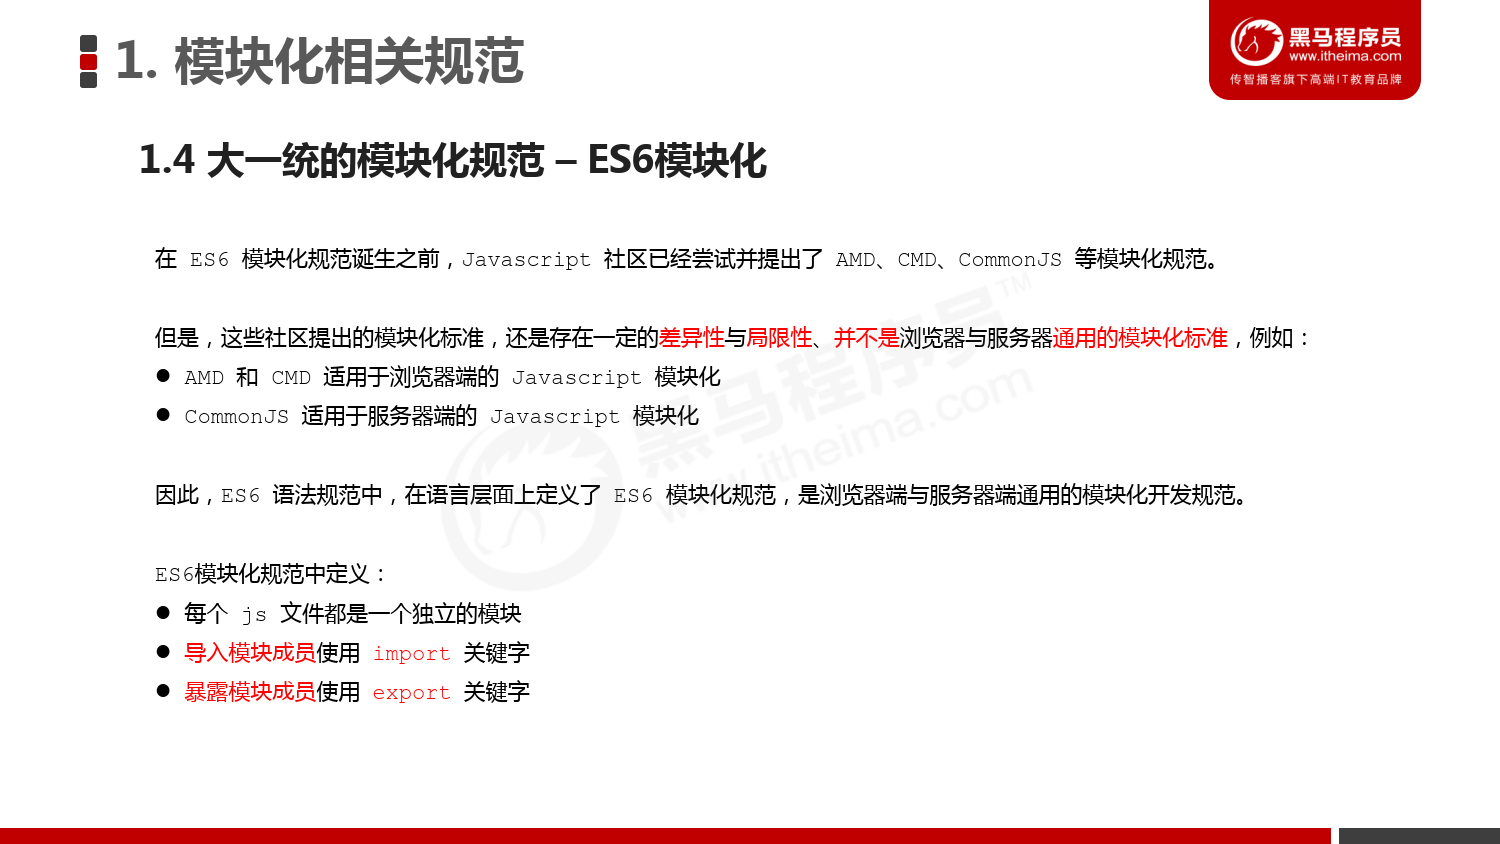 1. 模块化相关规范
黑马程序员
www.itheima.com
传智播客旗下高端IT教育品牌
1.4 大一统的模块化规范 – ES6模块化
在 ES6 模块化规范诞生之前，Javascript 社区已经尝试并提出了 AMD、CMD、CommonJS 等模块化规范。
但是，这些社区提出的模块化标准，还是存在一定的差异性与局限性、并不是浏览器与服务器通用的模块化标准，例如：
● AMD 和 CMD 适用于浏览器端的 Javascript 模块化
● CommonJS 适用于服务器端的 Javascript 模块化
因此，ES6 语法规范中，在语言层面上定义了 ES6 模块化规范，是浏览器端与服务器端通用的模块化开发规范。
ES6模块化规范中定义：
● 每个 js 文件都是一个独立的模块
● 导入模块成员使用 import 关键字
● 暴露模块成员使用 export 关键字
黑马程序员™
www.itheima.com